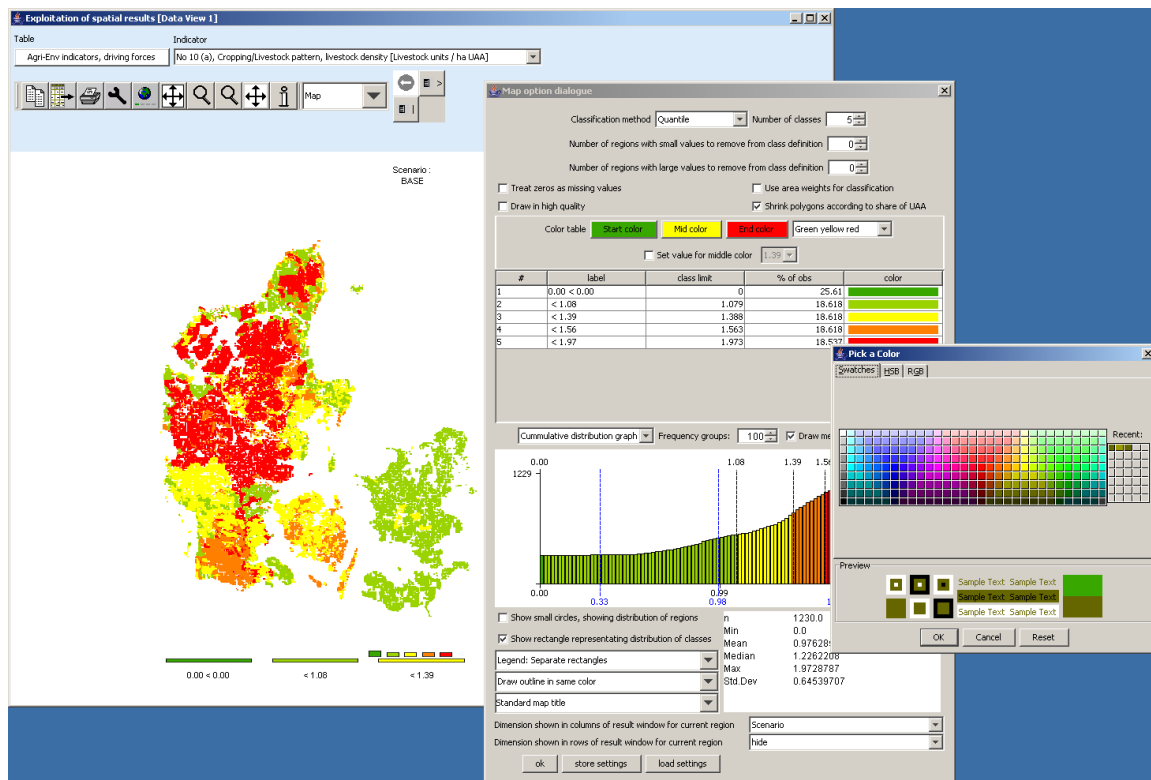 Exploitation of spatial results [Data View 1]
Table
Indicator
Agri-Env indicators, driving forces
No 10 (a), Cropping/Livestock pattern, livestock density [Livestock units / ha UAA]
Map
Scenario :
BASE
0.00 < 0.00
< 1.08
< 1.39
Map option dialogue
Classification method Quantile Number of classes 5
Number of regions with small values to remove from class definition 0
Number of regions with large values to remove from class definition 0
Treat zeros as missing values Use area weights for classification
Draw in high quality Shrink polygons according to share of UAA
Color table Start color Mid color End color Green yellow red
Set value for middle color 1.39
# label class limit % of obs color
1 0.00 < 0.00 0 25.61
2 < 1.08 1.079 18.618
3 < 1.39 1.388 18.618
4 < 1.56 1.563 18.618
5 < 1.97 1.973 18.537
Cummulative distribution graph Frequency groups: 100 Draw me
0.00 1.08 1.39 1.56
1229
0
0.00 0.99
0.33 0.98 1
Show small circles, showing distribution of regions
Show rectangle representating distribution of classes
Legend: Separate rectangles
Draw outline in same color
Standard map title
n 1230.0
Min 0.0
Mean 0.976289
Median 1.2262208
Max 1.9728787
Std.Dev 0.64539707
Dimension shown in columns of result window for current region Scenario
Dimension shown in rows of result window for current region hide
ok store settings load settings
Pick a Color
Swatches HSB RGB
Recent:
Preview
Sample Text Sample Text
Sample Text Sample Text
Sample Text Sample Text
OK Cancel Reset